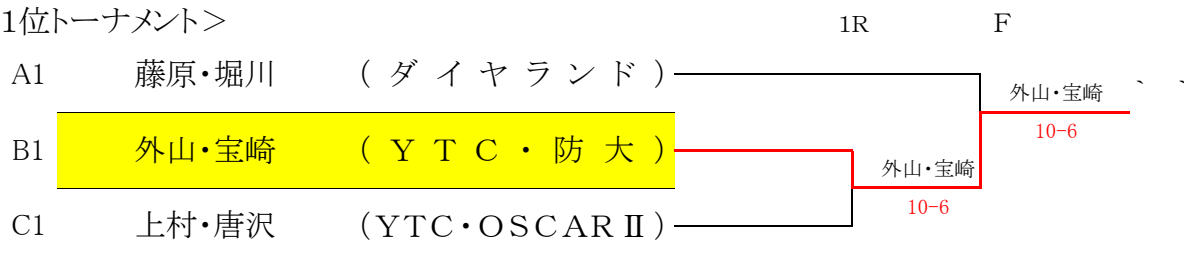 1位トーナメント＞ 1R F
A1 藤原・堀川 (ダイヤランド)
外山・宝崎
10-6
B1 外山・宝崎 (YTC・防大)
外山・宝崎
10-6
C1 上村・唐沢 (YTC・OSCARⅡ)